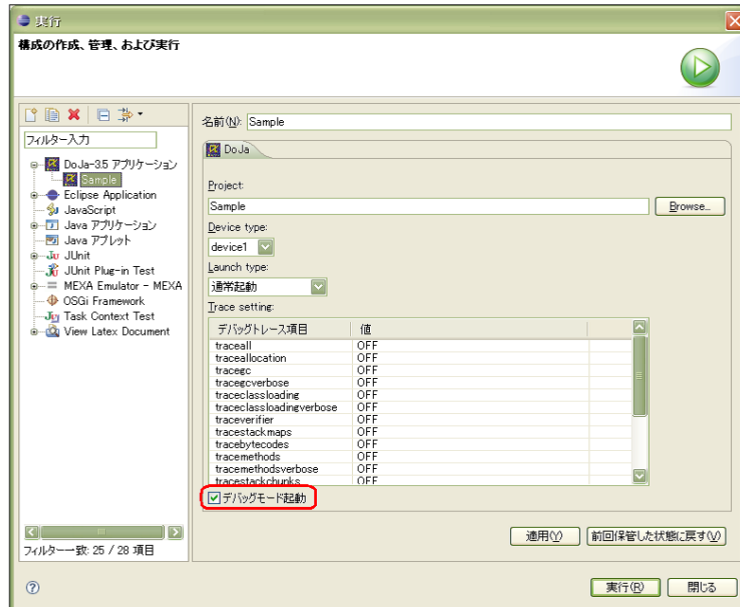 実行
構成の作成、管理、および実行
フィルター入力
DoJa-3.5 アプリケーション
Sample
Eclipse Application
JavaScript
Java アプリケーション
Java アプレット
JUnit
JUnit Plug-in Test
MEXA Emulator - MEXA
OSGi Framework
Task Context Test
View Latex Document
フィルター一致: 25 / 28 項目
名前(N): Sample
DoJa
Project:
Sample
Browse...
Device type:
device1
Launch type:
通常起動
Trace setting:
デバッグトレース項目 値
traceall OFF
traceallocation OFF
tracegc OFF
tracegcverbose OFF
traceclassloading OFF
traceclassloadingverbose OFF
traceverifier OFF
tracestackmaps OFF
tracebytecodes OFF
tracemethods OFF
tracemethodsverbose OFF
tracestackchunks OFF
デバッグモード起動
適用(Y) 前回保管した状態に戻す(V)
実行(R) 閉じる